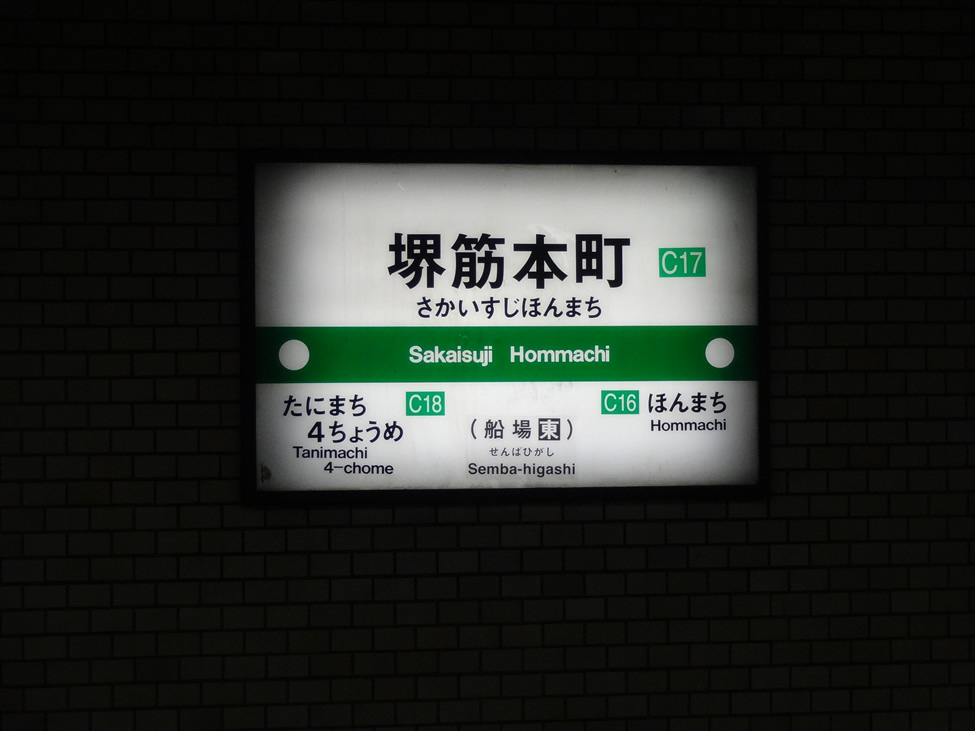 堺筋本町 C17
さかいすじほんまち
Sakaisuji Hommachi
たにまち C18
4ちょうめ
Tanimachi
4-chome
(船場東)
せんばひがし
Semba-higashi
C16 ほんまち
Hommachi